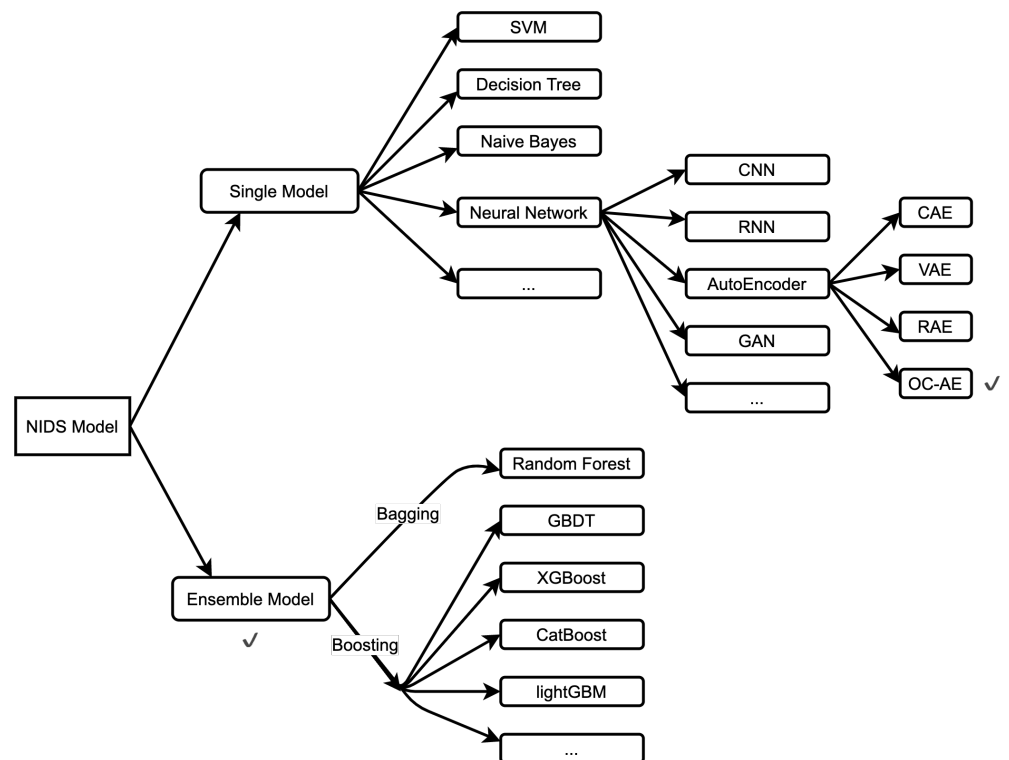 SVM
Decision Tree
Naive Bayes
Single Model
Neural Network
...
CNN
RNN
AutoEncoder
GAN
...
CAE
VAE
RAE
OC-AE ✓
NIDS Model
Ensemble Model
✓
Bagging
Boosting
Random Forest
GBDT
XGBoost
CatBoost
lightGBM
...